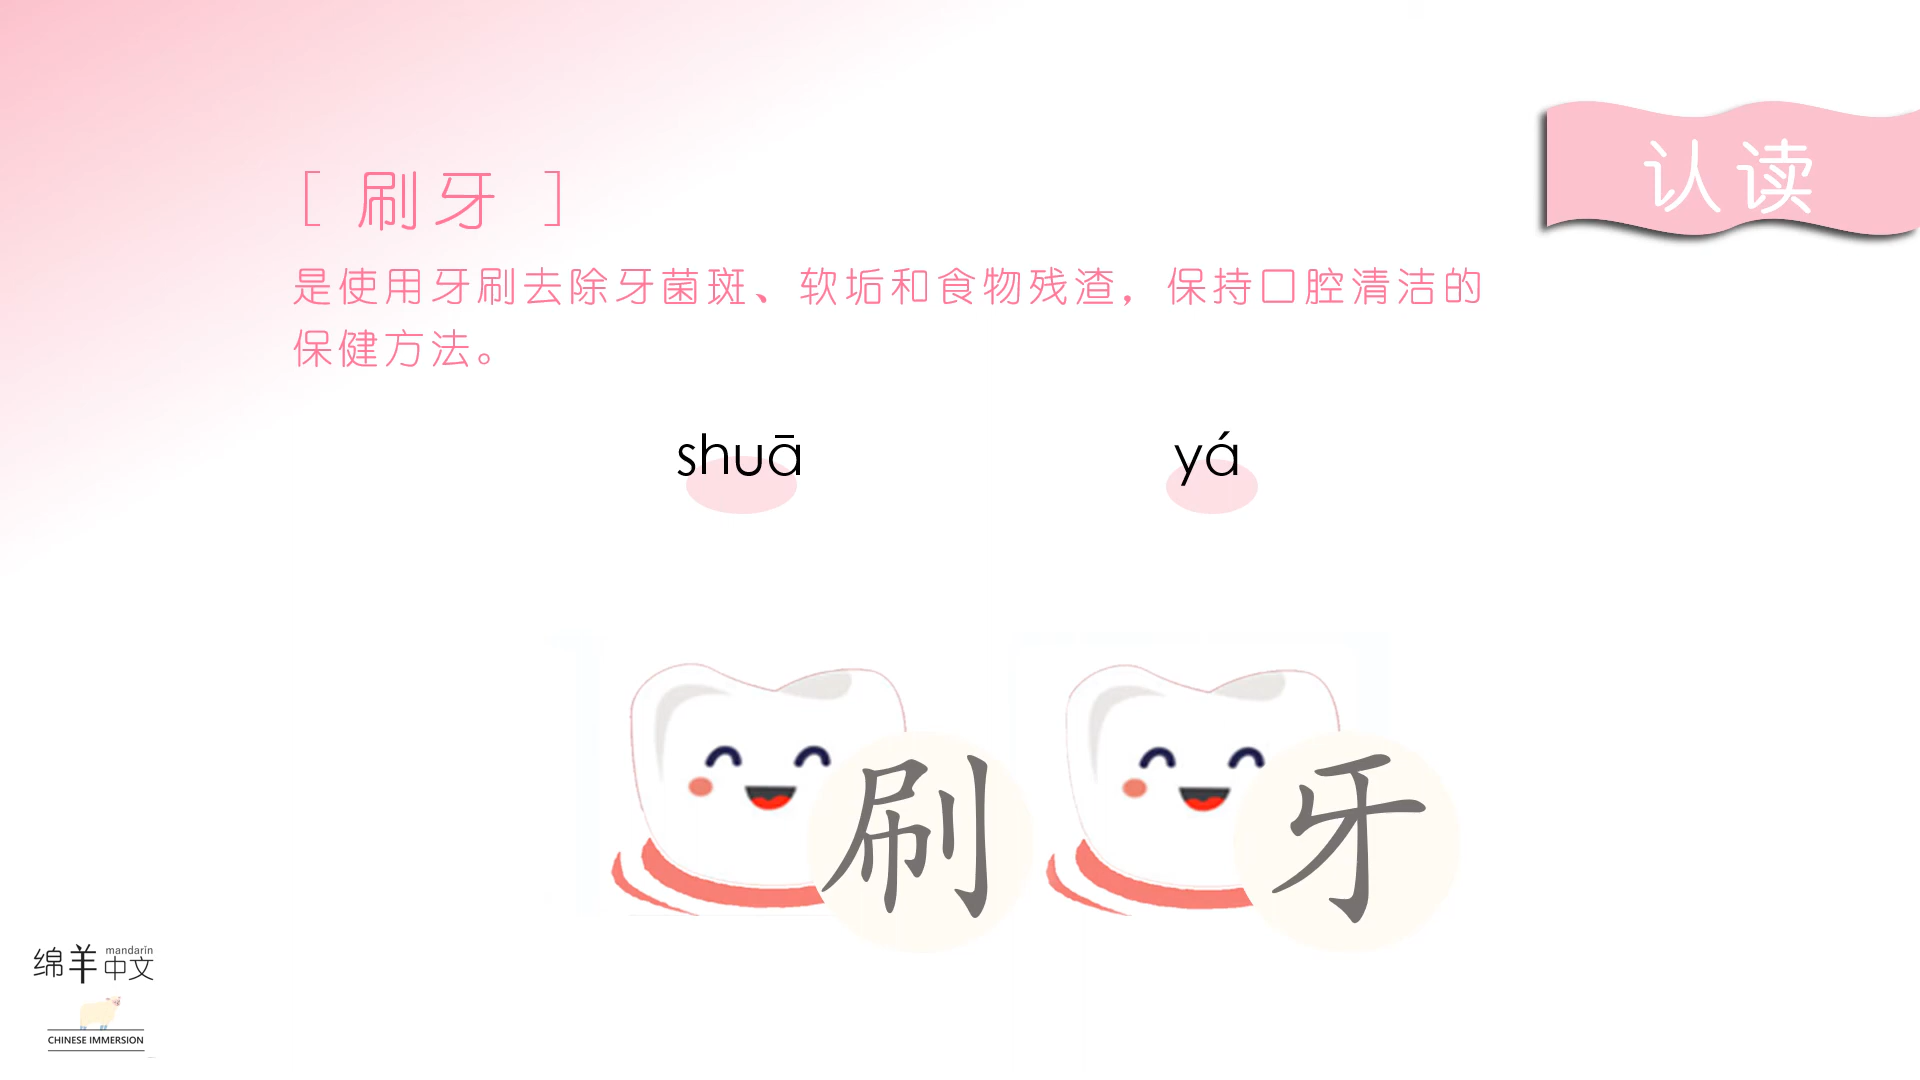 认读
[ 刷牙 ]
是使用牙刷去除牙菌斑、软垢和食物残渣，保持口腔清洁的
保健方法。
shuā yá
刷 牙
绵羊中文 mandarin
CHINESE IMMERSION